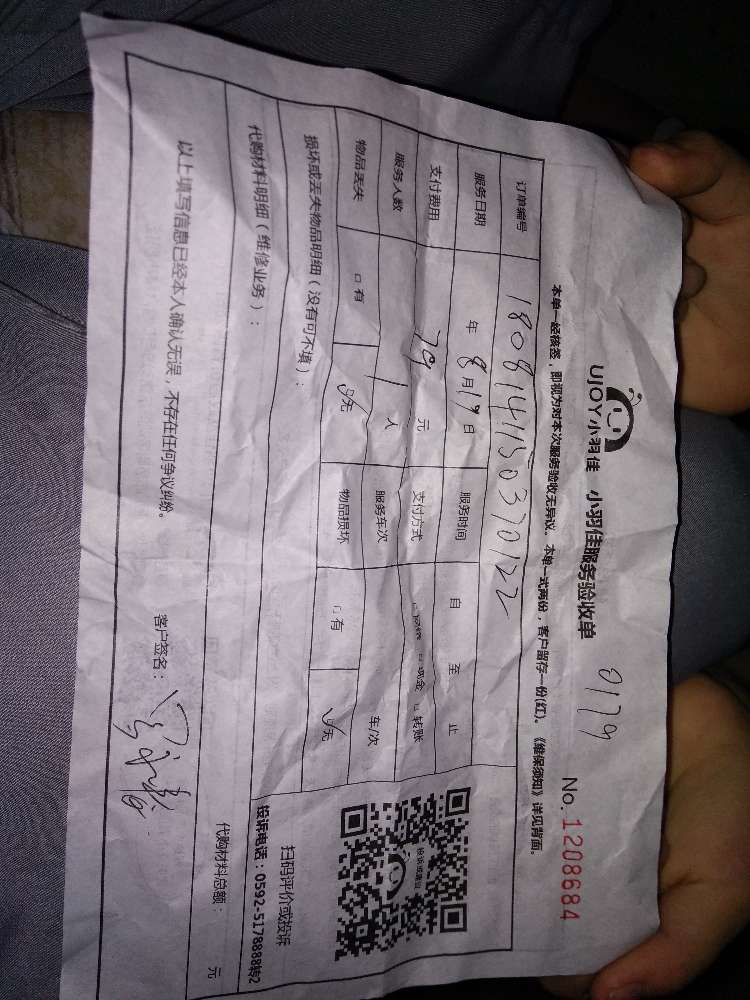 UJOY小羽佳 小羽佳服务验收单
0179
No.1208684
本单一经核签，即视为对本次服务验收无异议。本单一式两份，客户留存一份(红)。《维保须知》详见背面。
订单编号 180814115037012​2
服务日期 年 8月19日 服务时间 自 至 止
支付费用 79 元 支付方式 □ □现金 □转账
服务人数 1 人 服务车次 车/次
物品丢失 □有 □无 物品损坏 □有 □无
损坏或丢失物品明细（没有可不填）：
扫码评价或投诉
投诉电话：0592-5178888转2
代购材料明细（维修业务）：
代购材料总额： 元
以上填写信息已经本人确认无误，不存在任何争议纠纷。
客户签名：